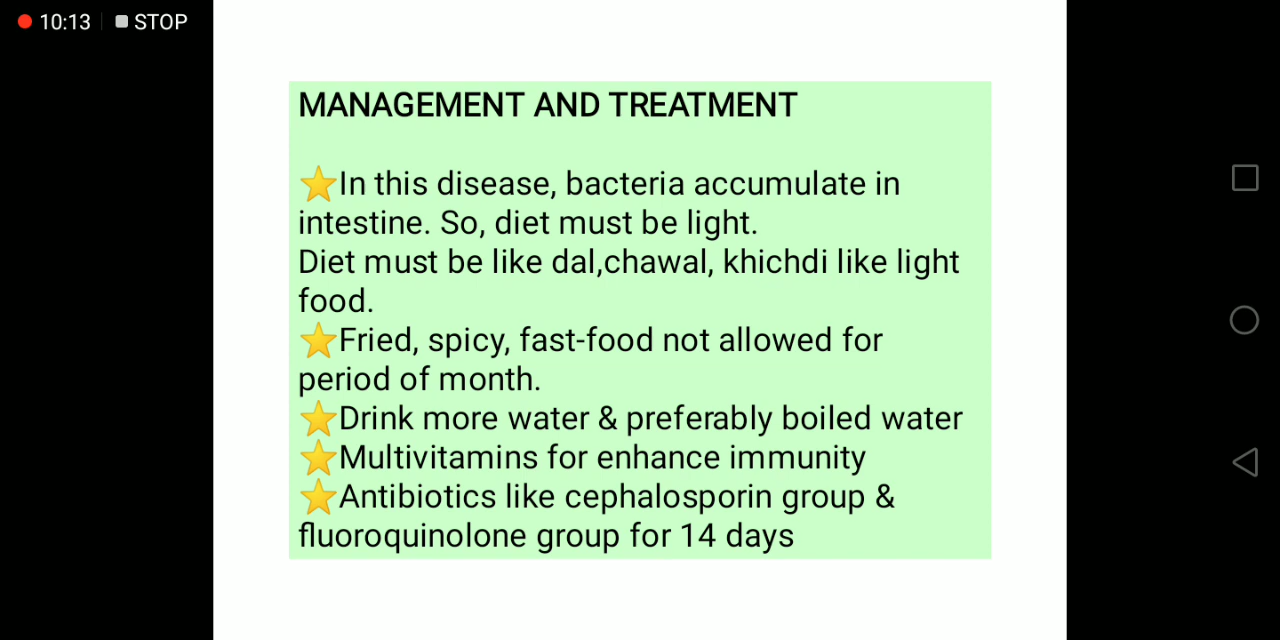 10:13 STOP
MANAGEMENT AND TREATMENT
⭐In this disease, bacteria accumulate in
intestine. So, diet must be light.
Diet must be like dal,chawal, khichdi like light
food.
⭐Fried, spicy, fast-food not allowed for
period of month.
⭐Drink more water & preferably boiled water
⭐Multivitamins for enhance immunity
⭐Antibiotics like cephalosporin group &
fluoroquinolone group for 14 days